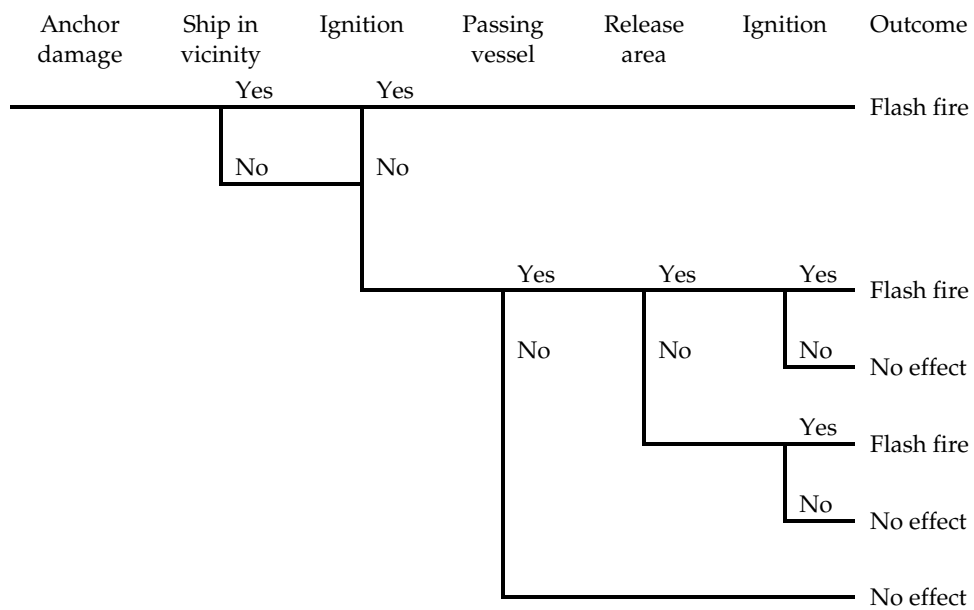 Anchor damage
Ship in vicinity
Ignition
Passing vessel
Release area
Ignition
Outcome
Yes
Yes
Flash fire
No
No
Yes
Yes
Yes
Flash fire
No
No
No
No effect
Yes
Flash fire
No
No effect
No effect